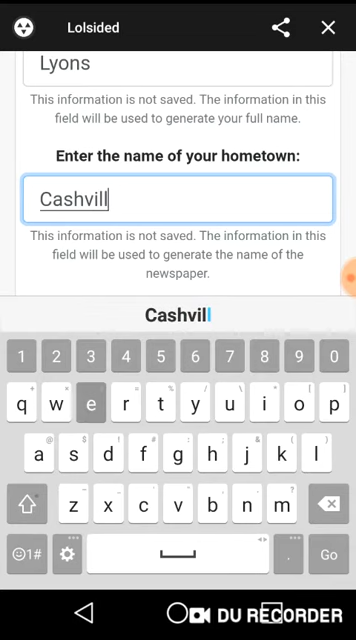 Lolsided
Lyons
This information is not saved. The information in this
field will be used to generate your full name.
Enter the name of your hometown:
Cashvill
This information is not saved. The information in this
field will be used to generate the name of the
newspaper.
Cashvill
1 2 3 4 5 6 7 8 9 0
q w e r t y u i o p
a s d f g h j k l
z x c v b n m
☺1# . Go
DU RECORDER